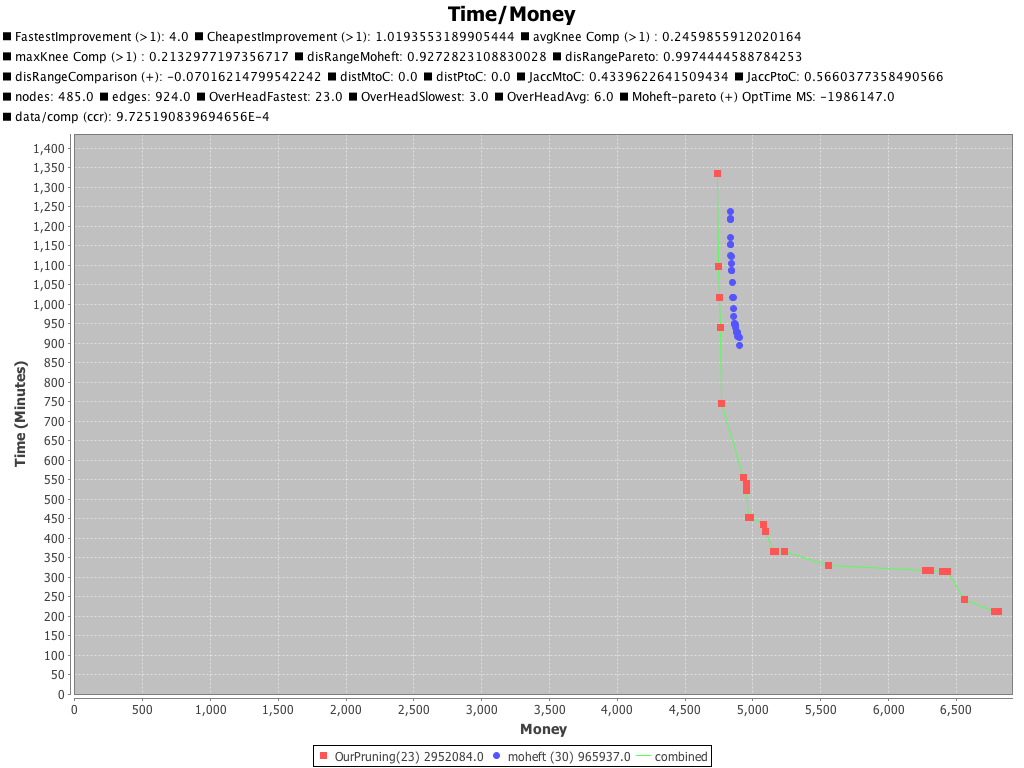 Time/Money
FastestImprovement (>1): 4.0 CheapestImprovement (>1): 1.0193553189905444 avgKnee Comp (>1) : 0.2459855912020164
maxKnee Comp (>1) : 0.2132977197356717 disRangeMoheft: 0.9272823108830028 disRangePareto: 0.9974444588784253
disRangeComparison (+): -0.07016214799542242 distMtoC: 0.0 distPtoC: 0.0 JaccMtoC: 0.4339622641509434 JaccPtoC: 0.5660377358490566
nodes: 485.0 edges: 924.0 OverHeadFastest: 23.0 OverHeadSlowest: 3.0 OverHeadAvg: 6.0 Moheft-pareto (+) OptTime MS: -1986147.0
data/comp (ccr): 9.725190839694656E-4
1,400
1,350
1,300
1,250
1,200
1,150
1,100
1,050
1,000
950
900
850
800
750
700
650
600
550
500
450
400
350
300
250
200
150
100
50
0
Time (Minutes)
0 500 1,000 1,500 2,000 2,500 3,000 3,500 4,000 4,500 5,000 5,500 6,000 6,500
Money
OurPruning(23) 2952084.0 moheft (30) 965937.0 combined